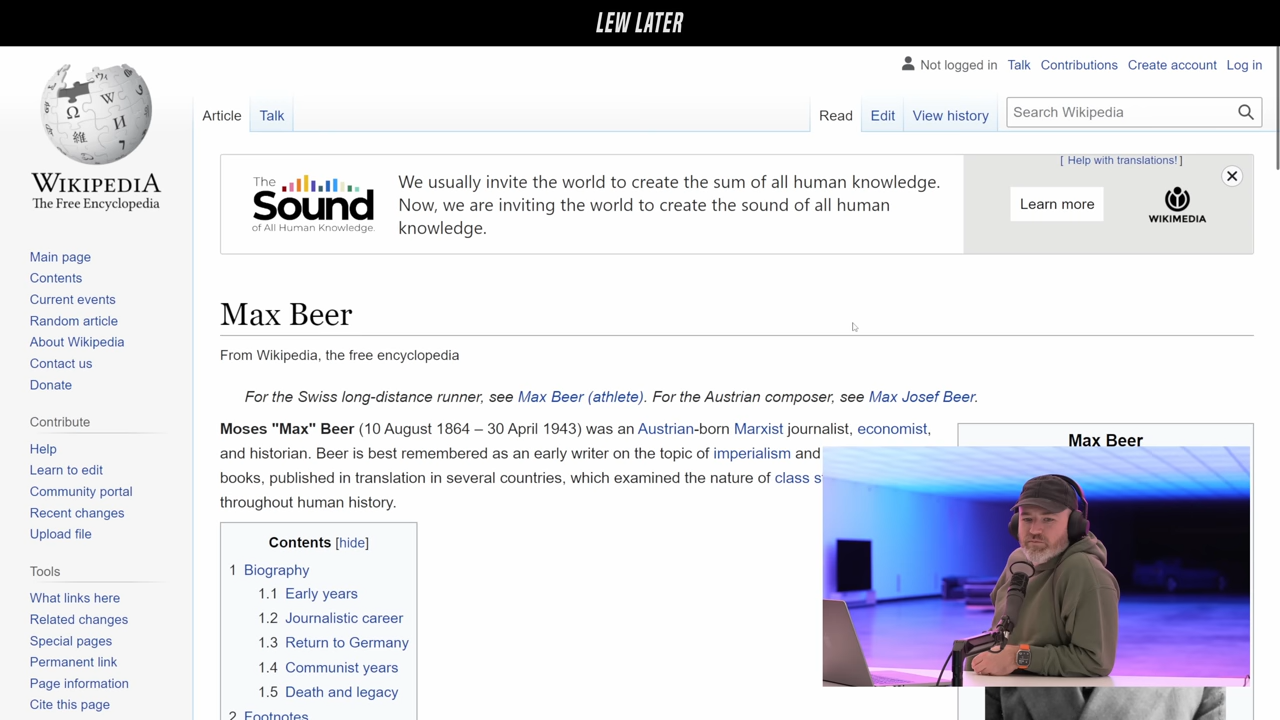 LEW LATER
Not logged in Talk Contributions Create account Log in
Article Talk Read Edit View history Search Wikipedia
WIKIPEDIA
The Free Encyclopedia
[ Help with translations! ]
The
Sound
of All Human Knowledge.
We usually invite the world to create the sum of all human knowledge.
Now, we are inviting the world to create the sound of all human
knowledge.
Learn more
WIKIMEDIA
Main page
Contents
Current events
Random article
About Wikipedia
Contact us
Donate
Contribute
Help
Learn to edit
Community portal
Recent changes
Upload file
Tools
What links here
Related changes
Special pages
Permanent link
Page information
Cite this page
Max Beer
From Wikipedia, the free encyclopedia
For the Swiss long-distance runner, see Max Beer (athlete). For the Austrian composer, see Max Josef Beer.
Moses "Max" Beer (10 August 1864 – 30 April 1943) was an Austrian-born Marxist journalist, economist,
and historian. Beer is best remembered as an early writer on the topic of imperialism and
books, published in translation in several countries, which examined the nature of class s
throughout human history.
Max Beer
Contents [hide]
1 Biography
1.1 Early years
1.2 Journalistic career
1.3 Return to Germany
1.4 Communist years
1.5 Death and legacy
2 Footnotes